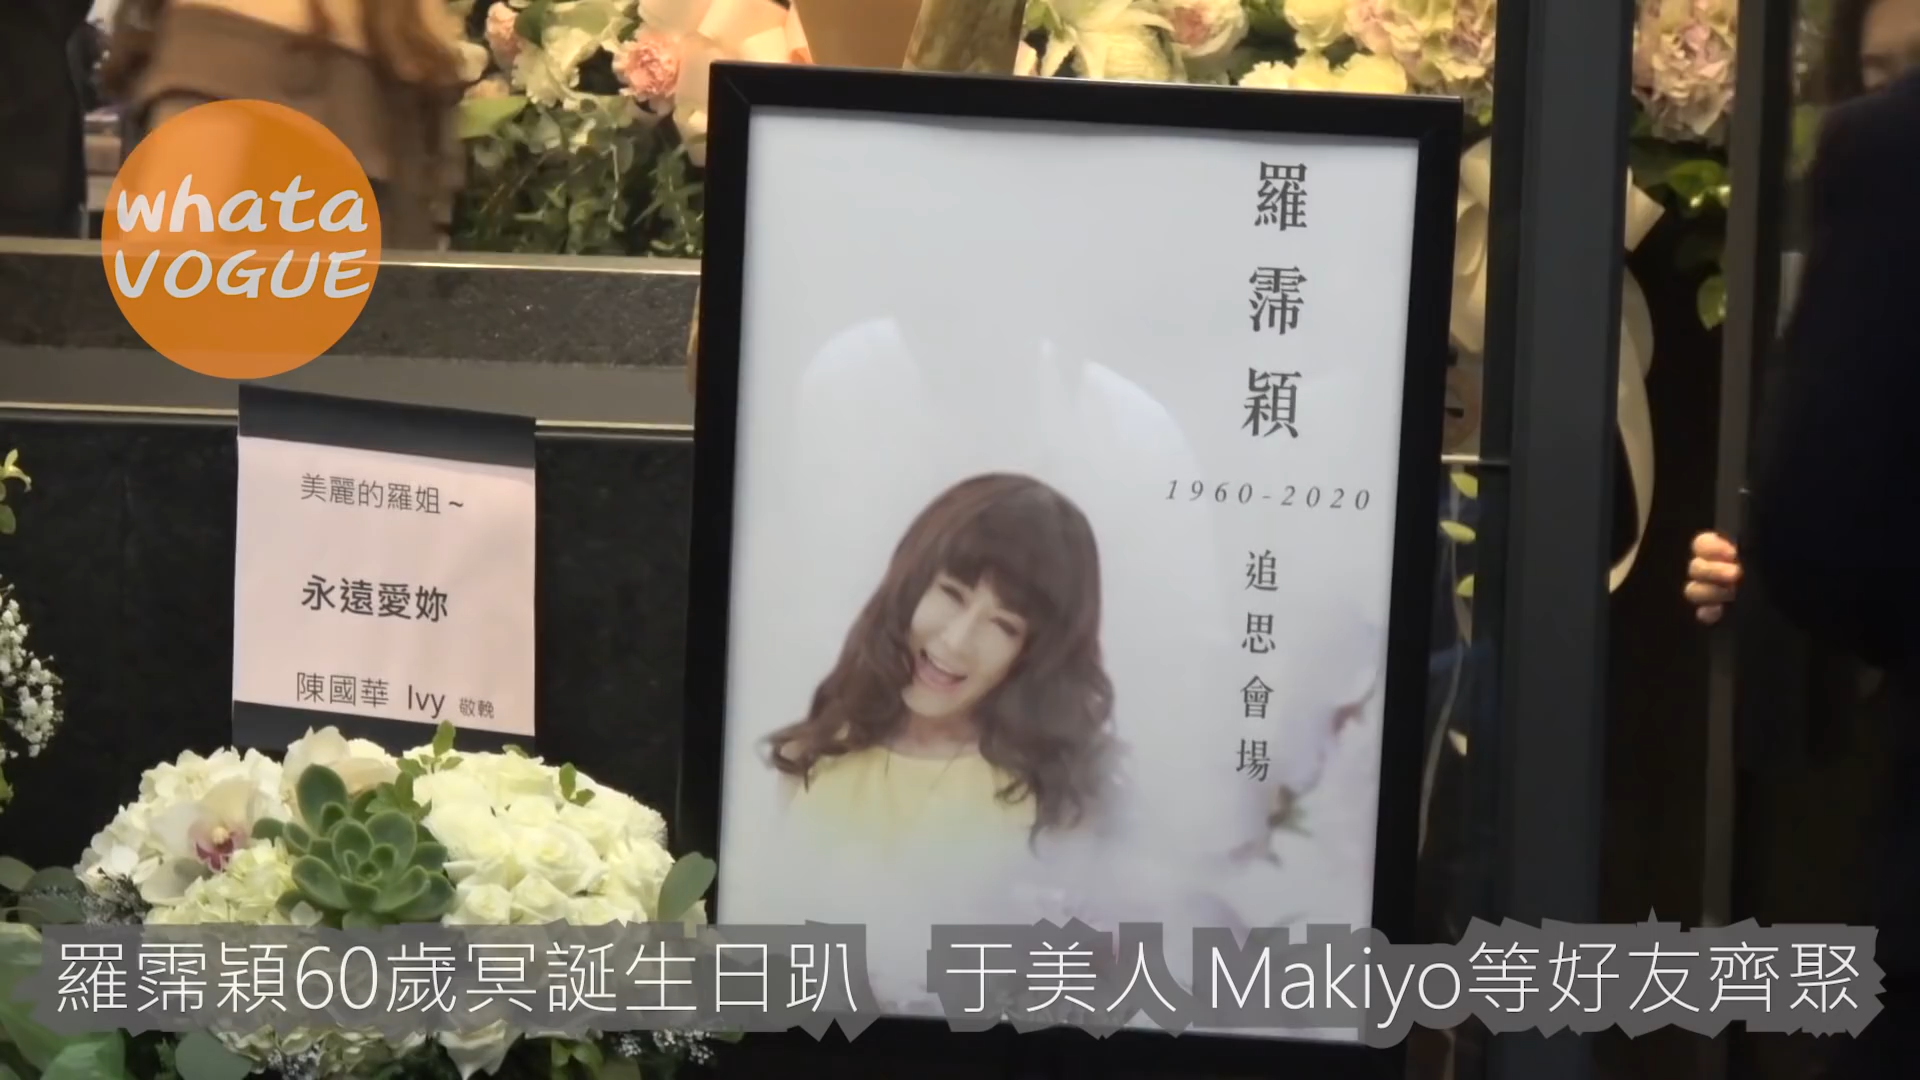 whata
VOGUE
羅霈穎
1960-2020
追思會場
美麗的羅姐~
永遠愛妳
陳國華 Ivy 敬輓
羅霈穎60歲冥誕生日趴 于美人 Makiyo等好友齊聚